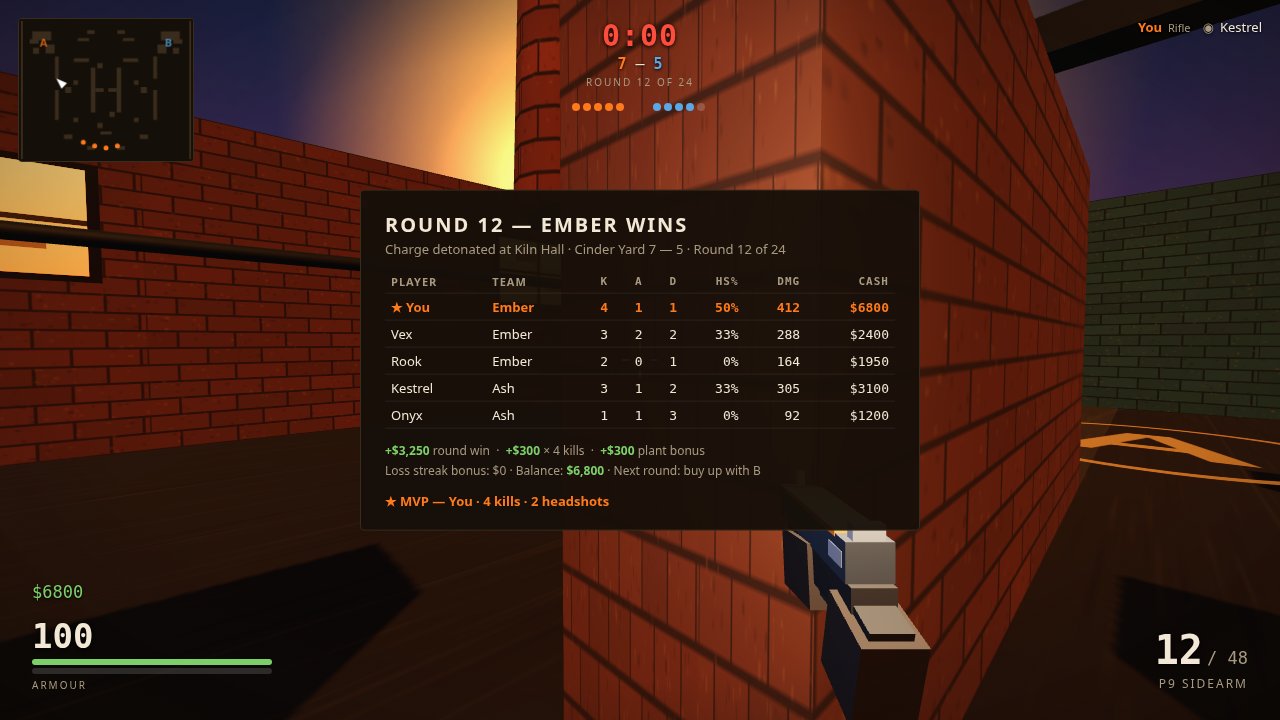 A
B
0:00
7 — 5
ROUND 12 OF 24
You Rifle ◉ Kestrel
ROUND 12 — EMBER WINS
Charge detonated at Kiln Hall · Cinder Yard 7 — 5 · Round 12 of 24
PLAYER TEAM K A D HS% DMG CASH
★ You Ember 4 1 1 50% 412 $6800
Vex Ember 3 2 2 33% 288 $2400
Rook Ember 2 0 1 0% 164 $1950
Kestrel Ash 3 1 2 33% 305 $3100
Onyx Ash 1 1 3 0% 92 $1200
+$3,250 round win · +$300 × 4 kills · +$300 plant bonus
Loss streak bonus: $0 · Balance: $6,800 · Next round: buy up with B
★ MVP — You · 4 kills · 2 headshots
$6800
100
ARMOUR
12 / 48
P9 SIDEARM